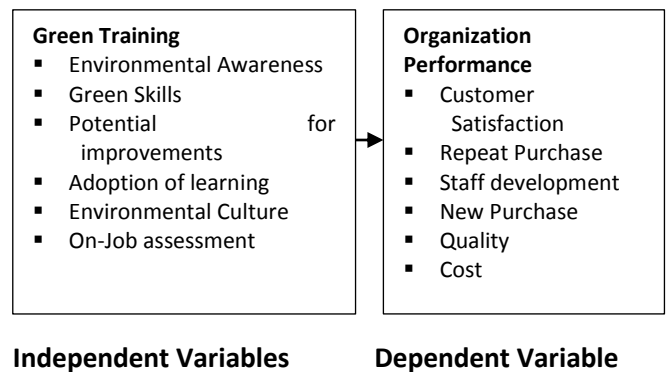 Green Training
▪ Environmental Awareness
▪ Green Skills
▪ Potential for
improvements
▪ Adoption of learning
▪ Environmental Culture
▪ On-Job assessment
Organization
Performance
▪ Customer
Satisfaction
▪ Repeat Purchase
▪ Staff development
▪ New Purchase
▪ Quality
▪ Cost
Independent Variables
Dependent Variable